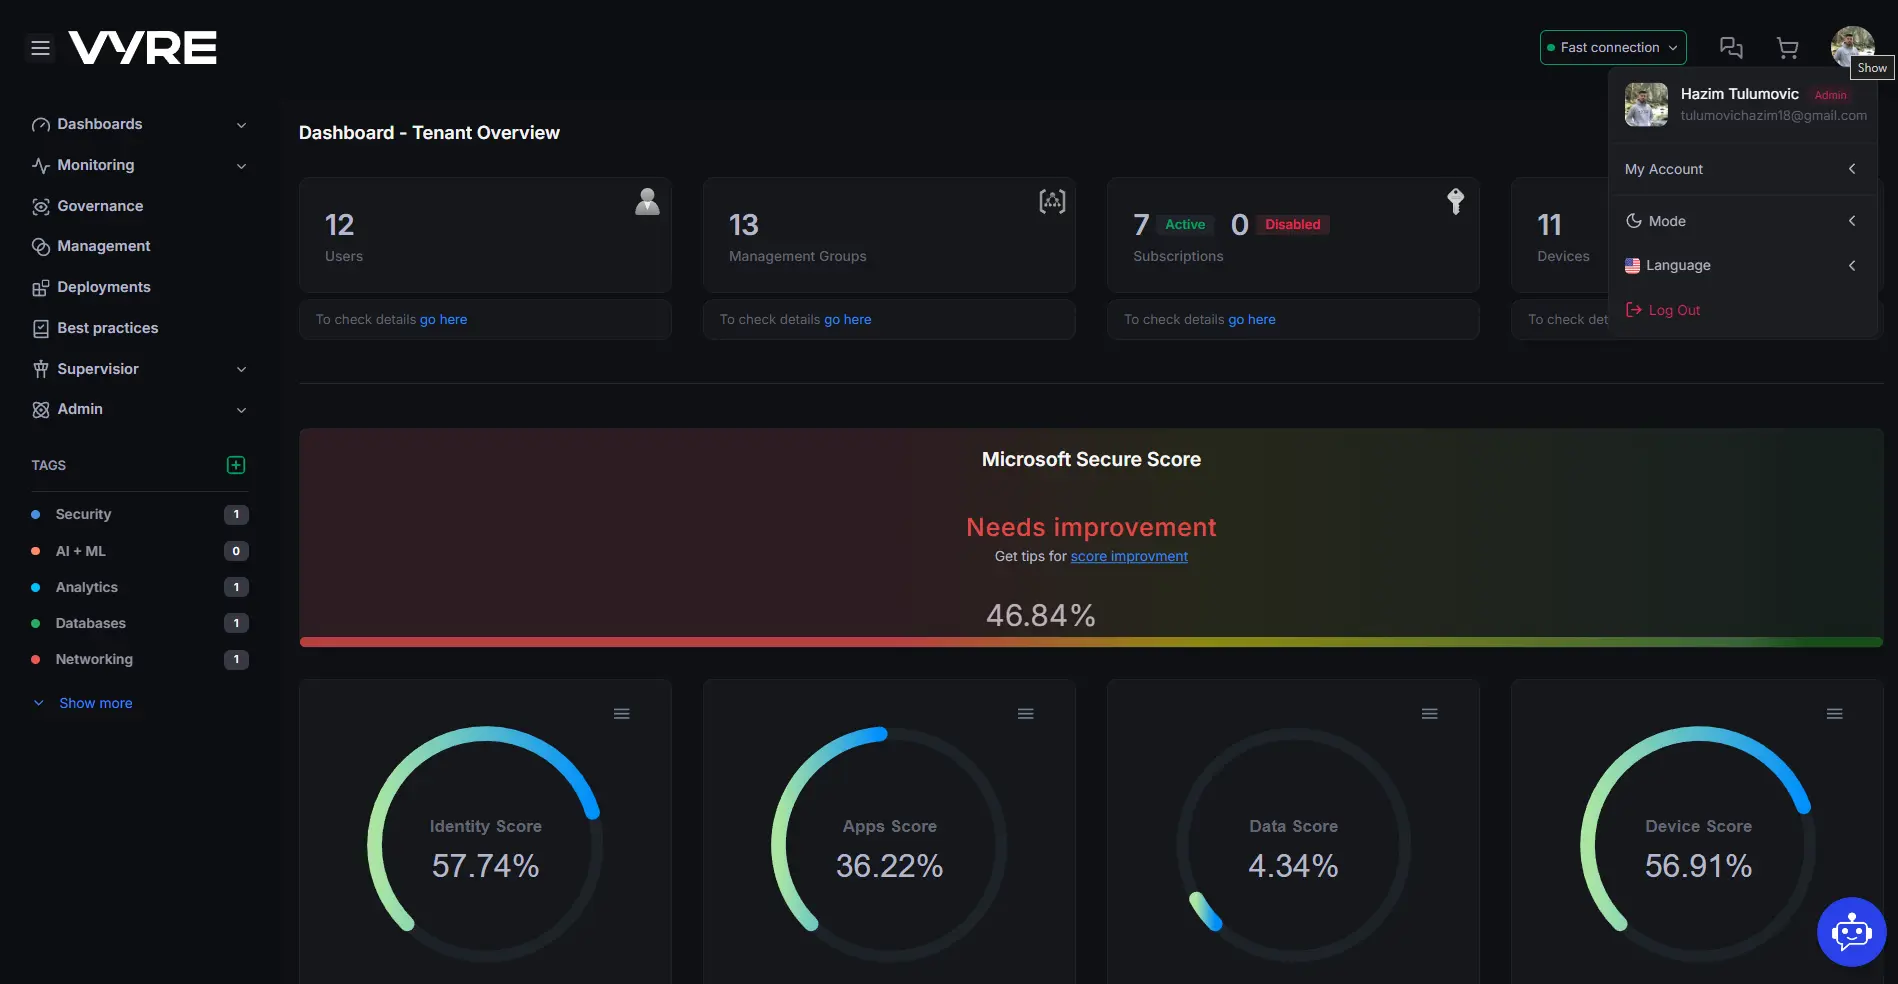 VYRE
Fast connection
Show
Hazim Tulumovic Admin
tulumovichazim18@gmail.com
My Account
Mode
Language
Log Out
Dashboards
Monitoring
Governance
Management
Deployments
Best practices
Supervisior
Admin
TAGS
Security 1
AI + ML 0
Analytics 1
Databases 1
Networking 1
Show more
Dashboard - Tenant Overview
12
Users
To check details go here
13
Management Groups
To check details go here
7 Active 0 Disabled
Subscriptions
To check details go here
11
Devices
To check det
Microsoft Secure Score
Needs improvement
Get tips for score improvment
46.84%
Identity Score
57.74%
Apps Score
36.22%
Data Score
4.34%
Device Score
56.91%